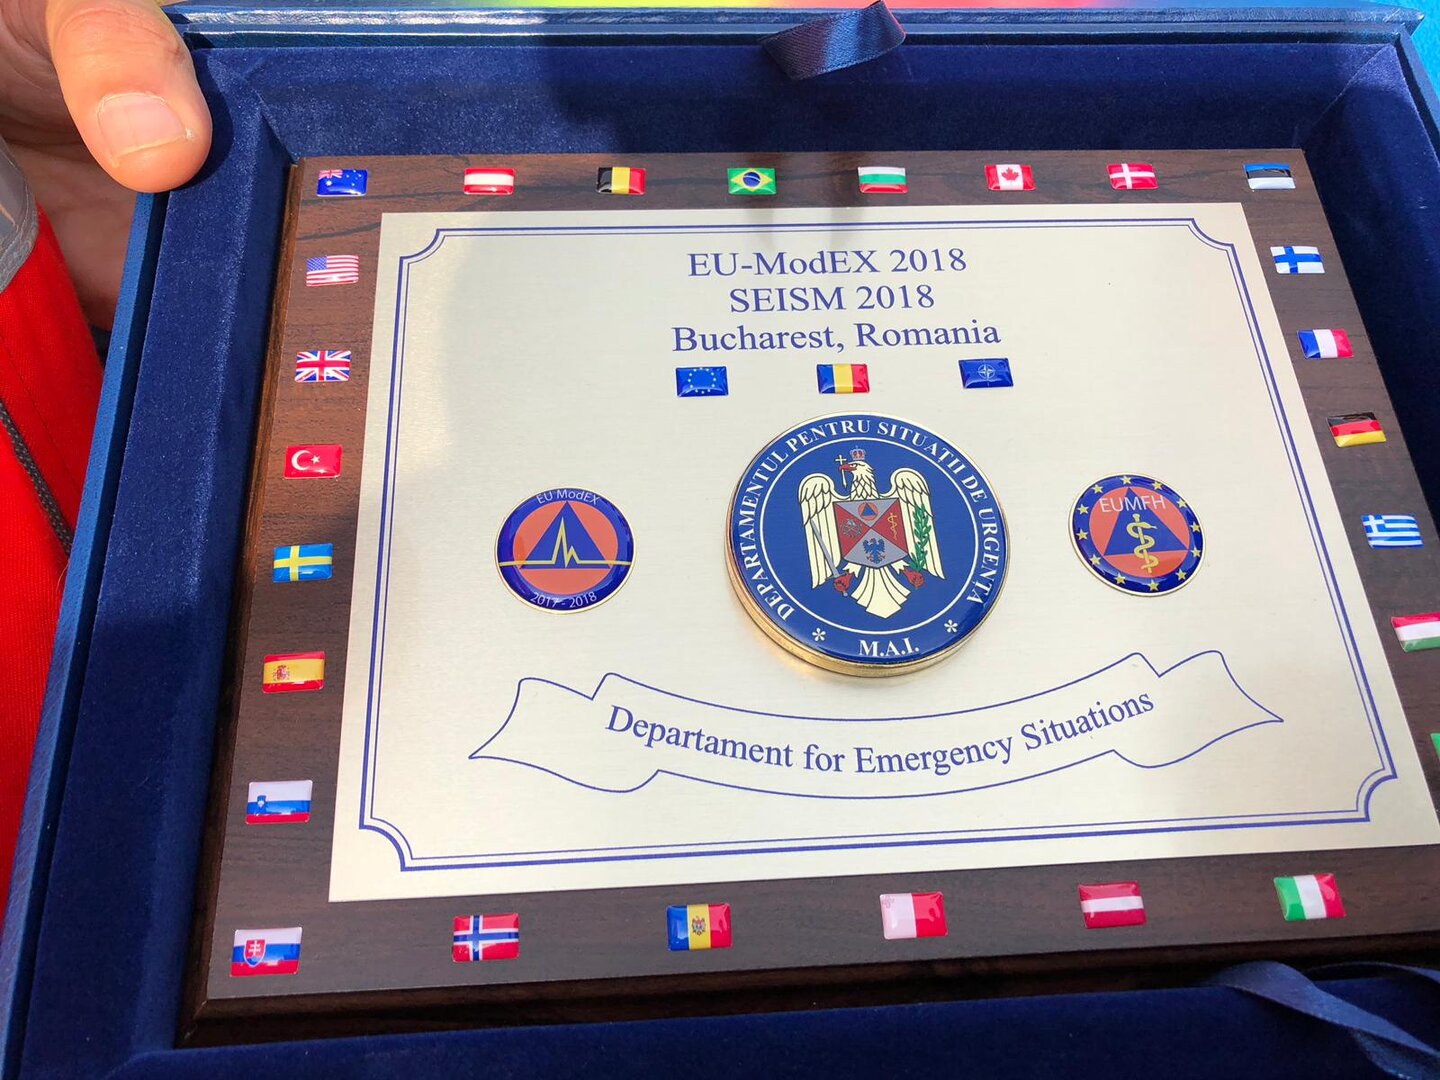 EU-ModEX 2018
SEISM 2018
Bucharest, Romania
EU ModEX
2017 - 2018
DEPARTAMENTUL PENTRU SITUAȚII DE URGENȚĂ
* M.A.I. *
EUMFH
Departament for Emergency Situations